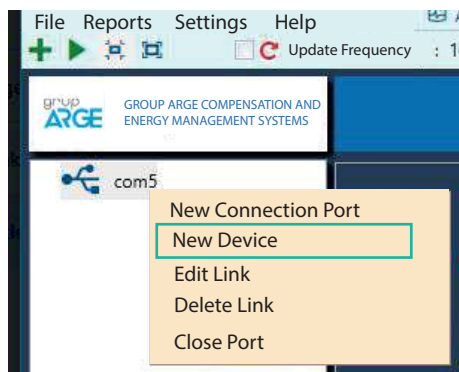 File Reports Settings Help
Update Frequency : 1
grup
ARGE
GROUP ARGE COMPENSATION AND
ENERGY MANAGEMENT SYSTEMS
com5
New Connection Port
New Device
Edit Link
Delete Link
Close Port